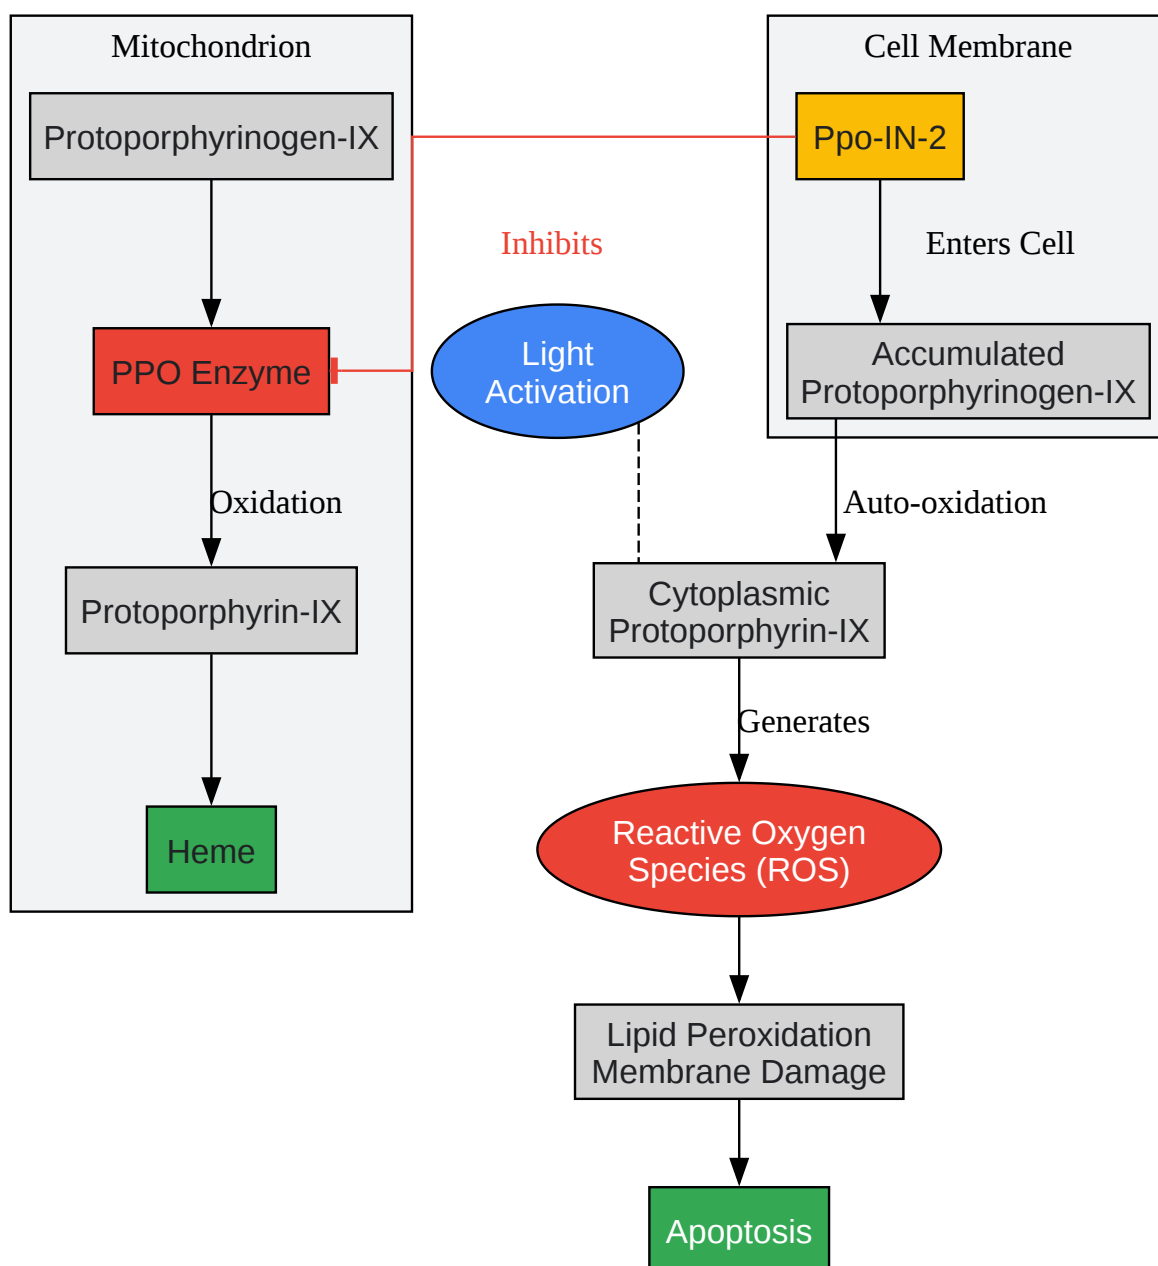 Mitochondrion
Cell Membrane
Protoporphyrinogen-IX
Ppo-IN-2
Inhibits
Enters Cell
Light
Activation
Accumulated
Protoporphyrinogen-IX
PPO Enzyme
Oxidation
Auto-oxidation
Protoporphyrin-IX
Cytoplasmic
Protoporphyrin-IX
Generates
Heme
Reactive Oxygen
Species (ROS)
Lipid Peroxidation
Membrane Damage
Apoptosis